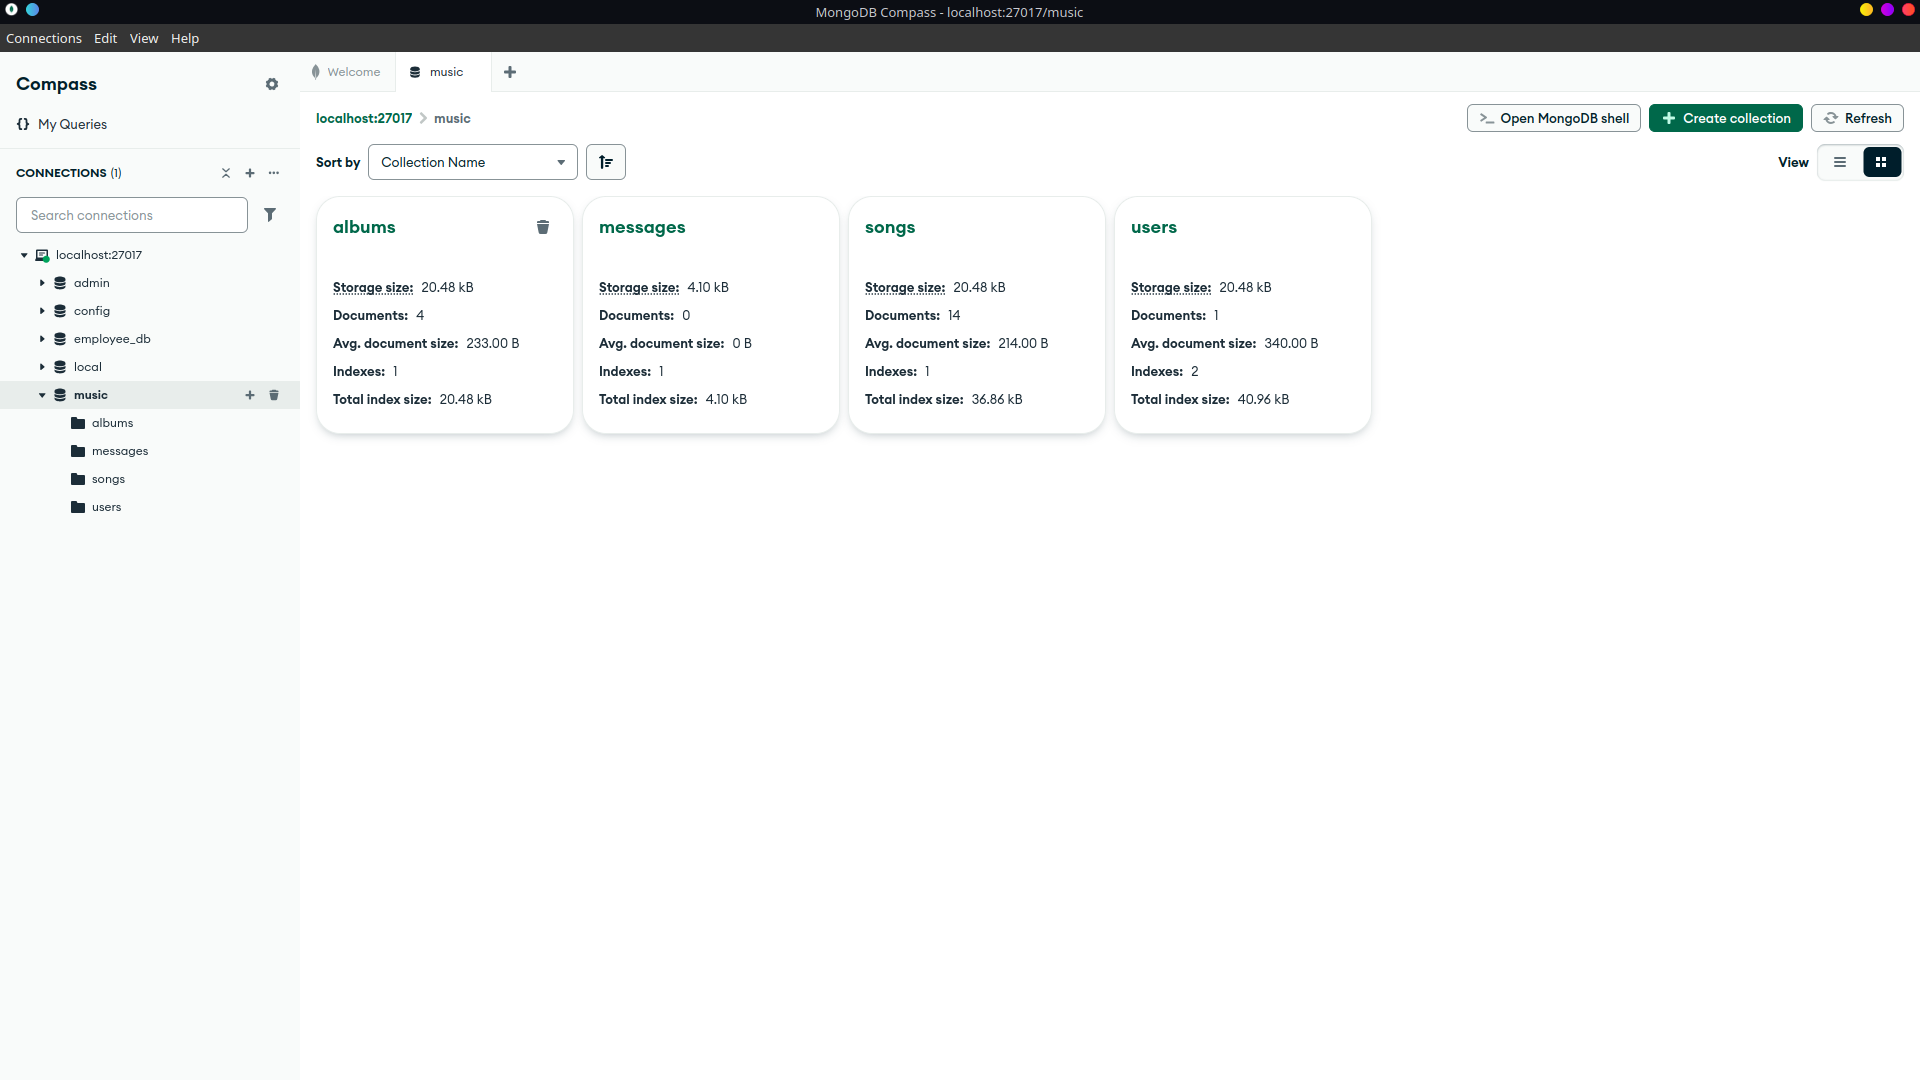 MongoDB Compass - localhost:27017/music
Connections Edit View Help
Compass
My Queries
CONNECTIONS (1)
Search connections
localhost:27017
admin
config
employee_db
local
music
albums
messages
songs
users
Welcome music
localhost:27017 music
Open MongoDB shell Create collection Refresh
Sort by Collection Name View
albums
Storage size: 20.48 kB
Documents: 4
Avg. document size: 233.00 B
Indexes: 1
Total index size: 20.48 kB
messages
Storage size: 4.10 kB
Documents: 0
Avg. document size: 0 B
Indexes: 1
Total index size: 4.10 kB
songs
Storage size: 20.48 kB
Documents: 14
Avg. document size: 214.00 B
Indexes: 1
Total index size: 36.86 kB
users
Storage size: 20.48 kB
Documents: 1
Avg. document size: 340.00 B
Indexes: 2
Total index size: 40.96 kB